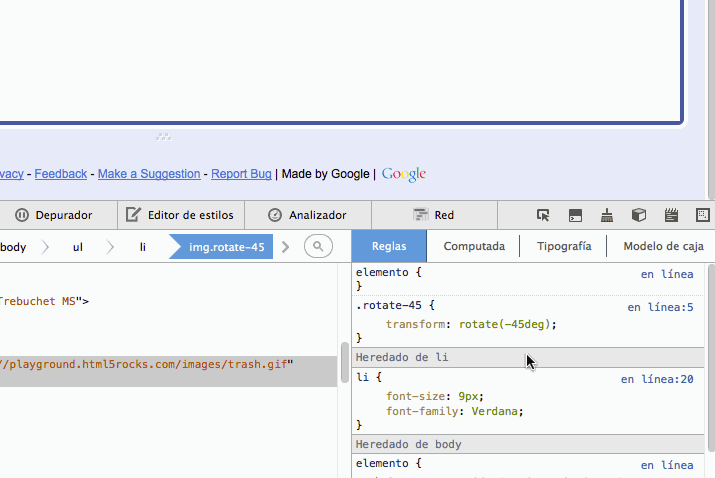 vacy - Feedback - Make a Suggestion - Report Bug | Made by Google | Google
Depurador Editor de estilos Analizador Red
body ul li img.rotate-45
Reglas Computada Tipografía Modelo de caja
Trebuchet MS">
//playground.html5rocks.com/images/trash.gif"
elemento { en línea
}
.rotate-45 { en línea:5
transform: rotate(-45deg);
}
Heredado de li
li { en línea:20
font-size: 9px;
font-family: Verdana;
}
Heredado de body
elemento { en línea